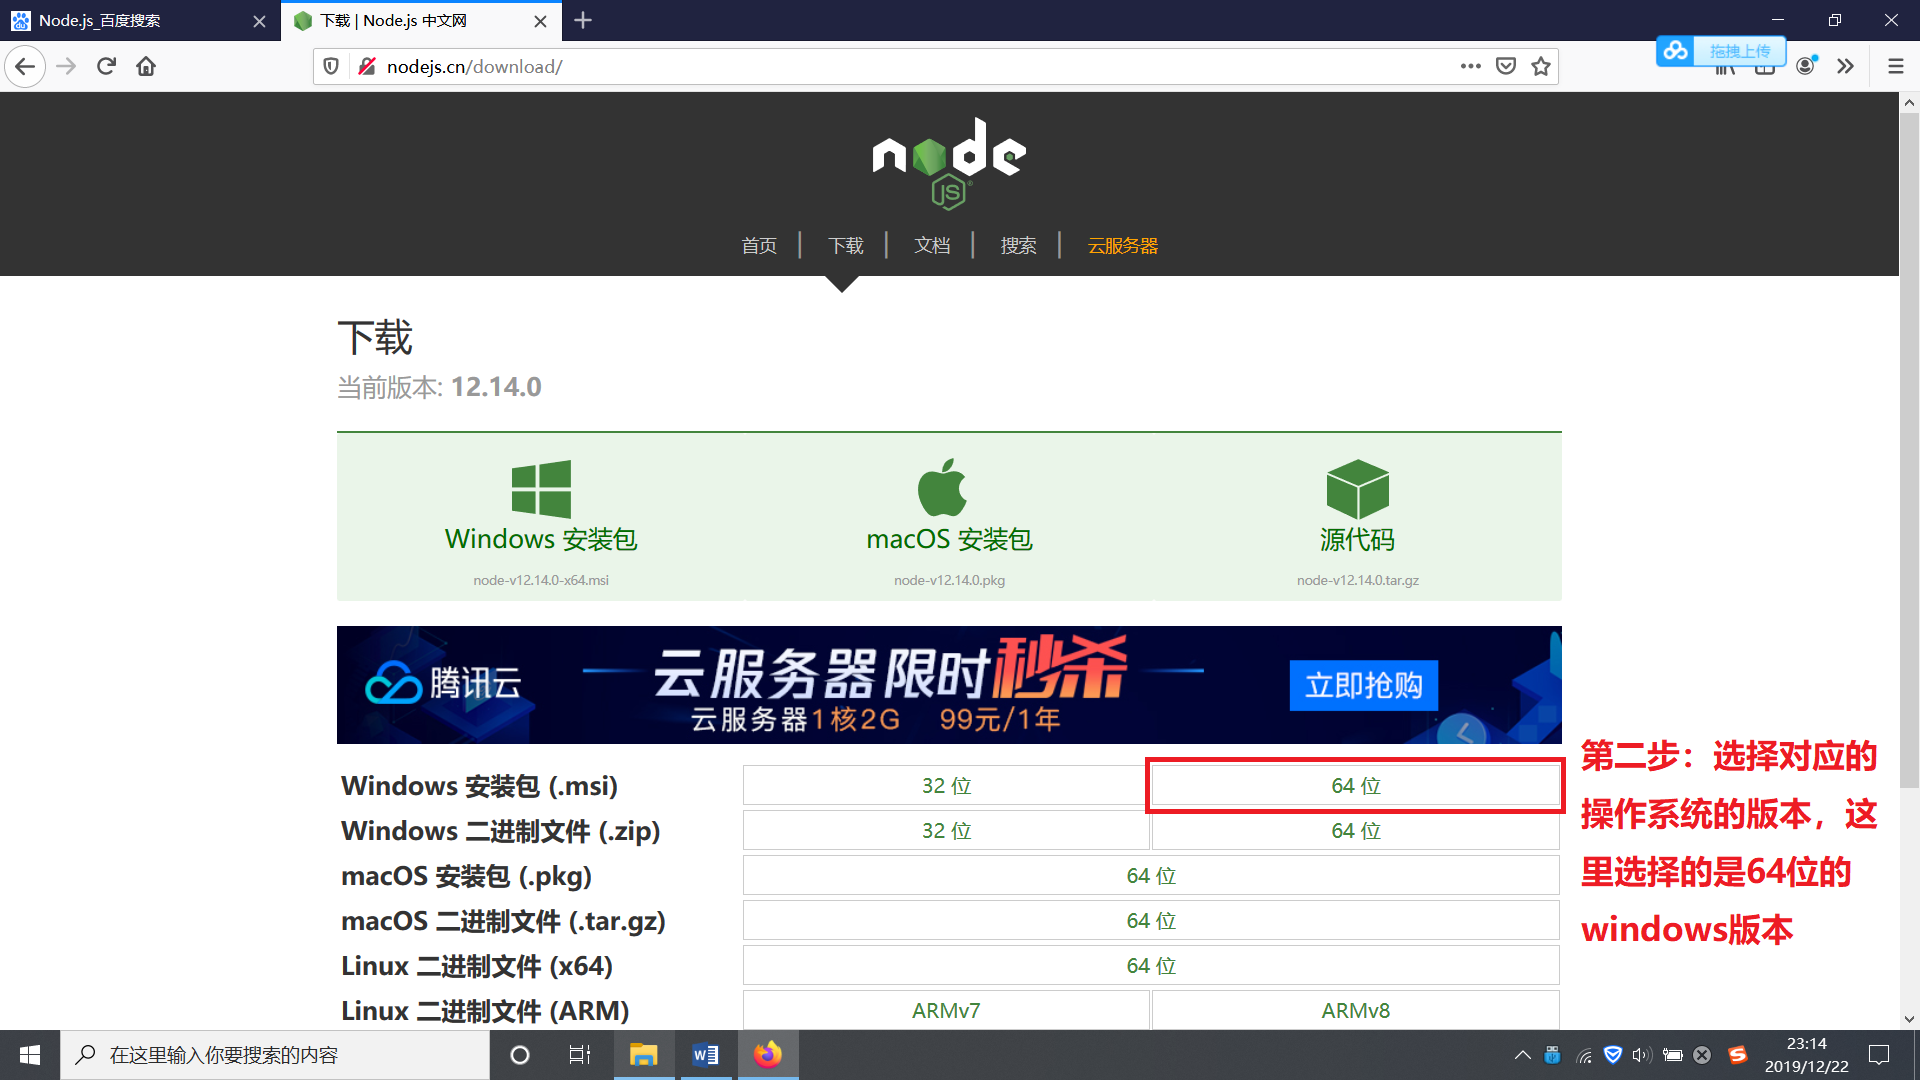 Node.js_百度搜索
下载 | Node.js 中文网
nodejs.cn/download/
拖拽上传
node
JS
首页 | 下载 | 文档 | 搜索 | 云服务器
下载
当前版本: 12.14.0
Windows 安装包
node-v12.14.0-x64.msi
macOS 安装包
node-v12.14.0.pkg
源代码
node-v12.14.0.tar.gz
腾讯云
云服务器限时秒杀
云服务器1核2G 99元/1年
立即抢购
Windows 安装包 (.msi) 32 位 64 位
Windows 二进制文件 (.zip) 32 位 64 位
macOS 安装包 (.pkg) 64 位
macOS 二进制文件 (.tar.gz) 64 位
Linux 二进制文件 (x64) 64 位
Linux 二进制文件 (ARM) ARMv7 ARMv8
第二步：选择对应的
操作系统的版本，这
里选择的是64位的
windows版本
在这里输入你要搜索的内容
23:14
2019/12/22